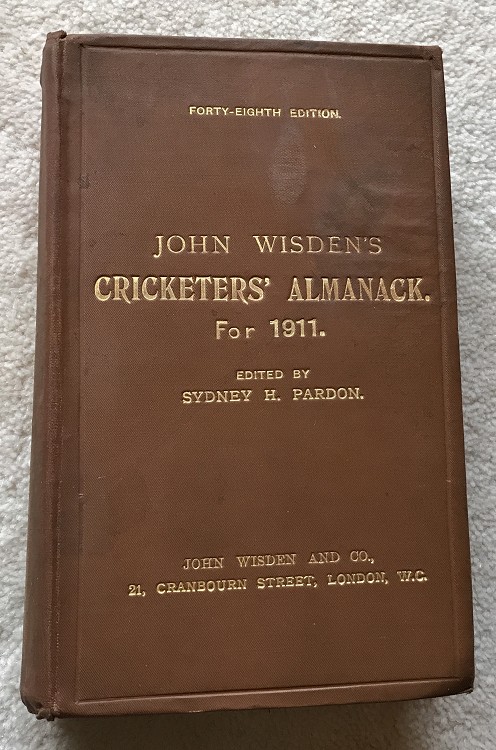 FORTY-EIGHTH EDITION.
JOHN WISDEN'S
CRICKETERS' ALMANACK.
For 1911.
EDITED BY
SYDNEY H. PARDON.
JOHN WISDEN AND CO.,
21, CRANBOURN STREET, LONDON, W.C.